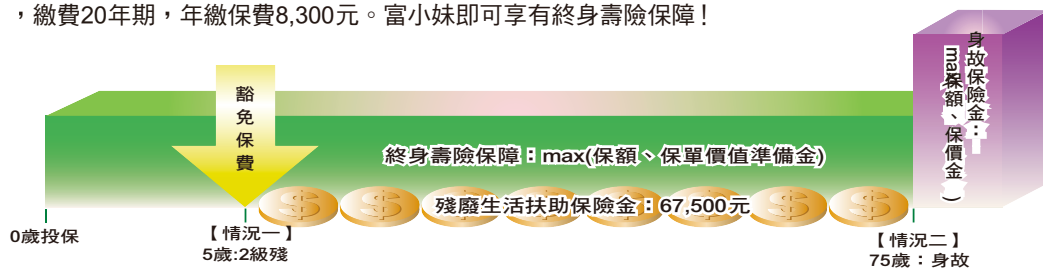 ，繳費20年期，年繳保費8,300元。富小妹即可享有終身壽險保障！
豁免保費
終身壽險保障：max(保額、保單價值準備金)
殘廢生活扶助保險金：67,500元
身故保險金：
max(保額、保價金)
0歲投保
【情況一】
5歲:2級殘
【情況二】
75歲：身故